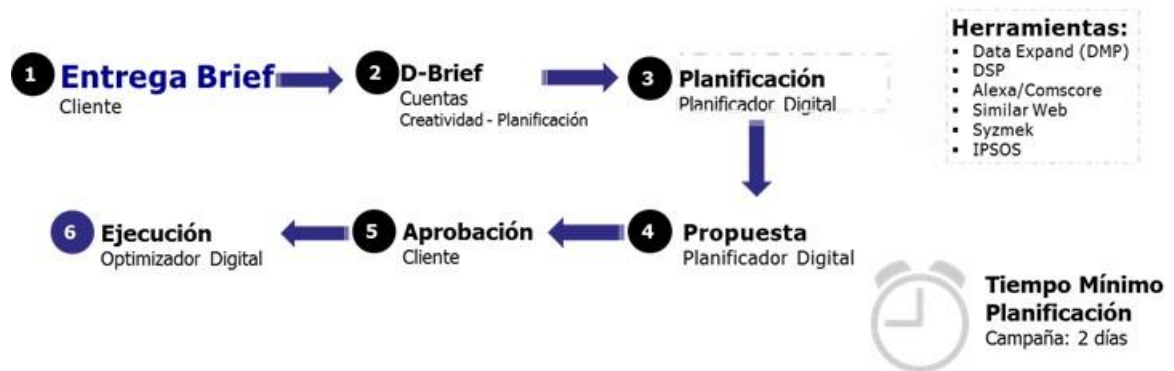 1 Entrega Brief
Cliente
2 D-Brief
Cuentas
Creatividad - Planificación
3 Planificación
Planificador Digital
Herramientas:
▪ Data Expand (DMP)
▪ DSP
▪ Alexa/Comscore
▪ Similar Web
▪ Syzmek
▪ IPSOS
4 Propuesta
Planificador Digital
5 Aprobación
Cliente
6 Ejecución
Optimizador Digital
Tiempo Mínimo
Planificación
Campaña: 2 días